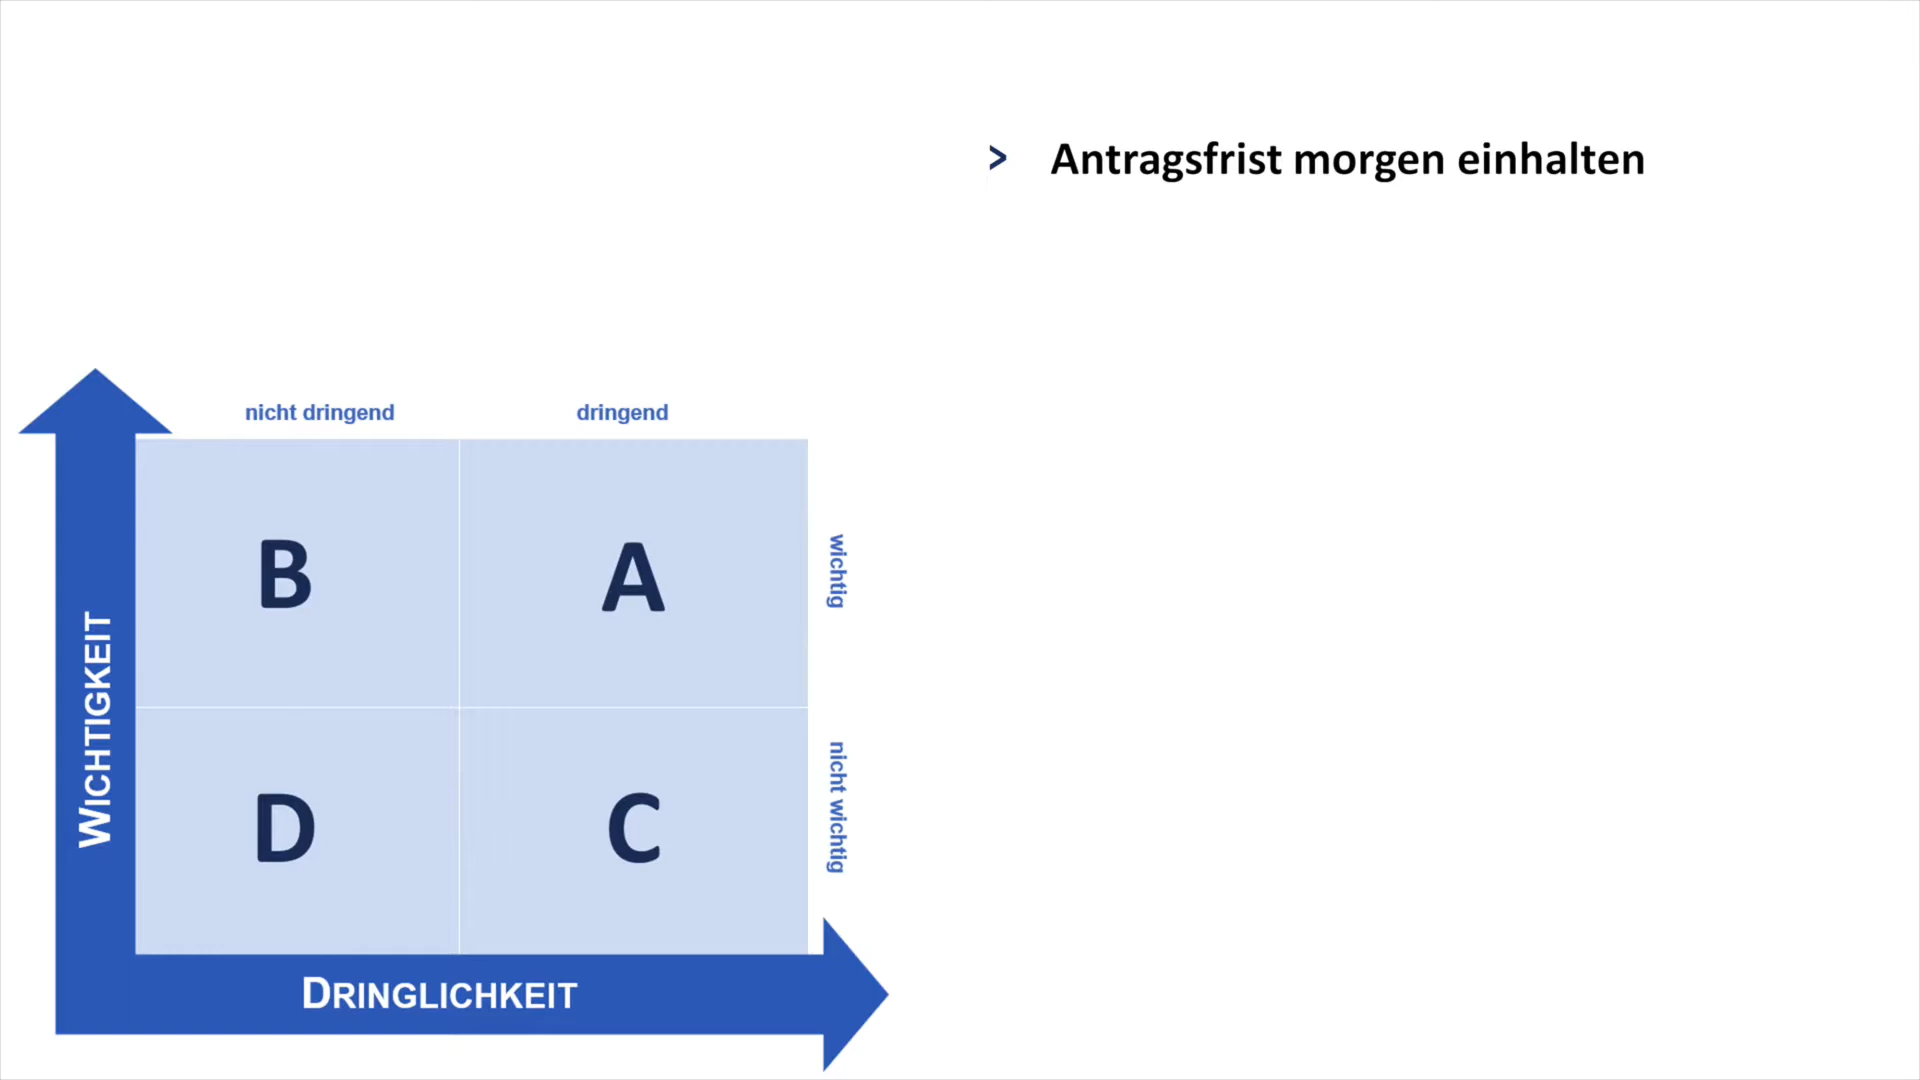 > Antragsfrist morgen einhalten
nicht dringend
dringend
B
A
wichtig
WICHTIGKEIT
D
C
nicht wichtig
DRINGLICHKEIT